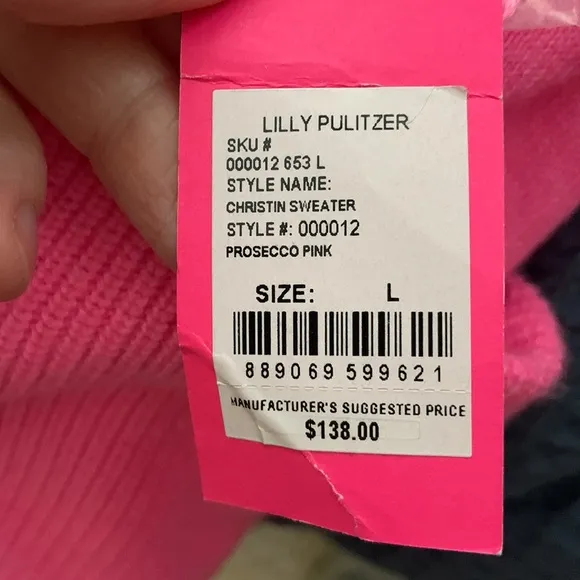 LILLY PULITZER
SKU #
000012 653 L
STYLE NAME:
CHRISTIN SWEATER
STYLE #: 000012
PROSECCO PINK
SIZE: L
889069 599621
MANUFACTURER'S SUGGESTED PRICE
$138.00